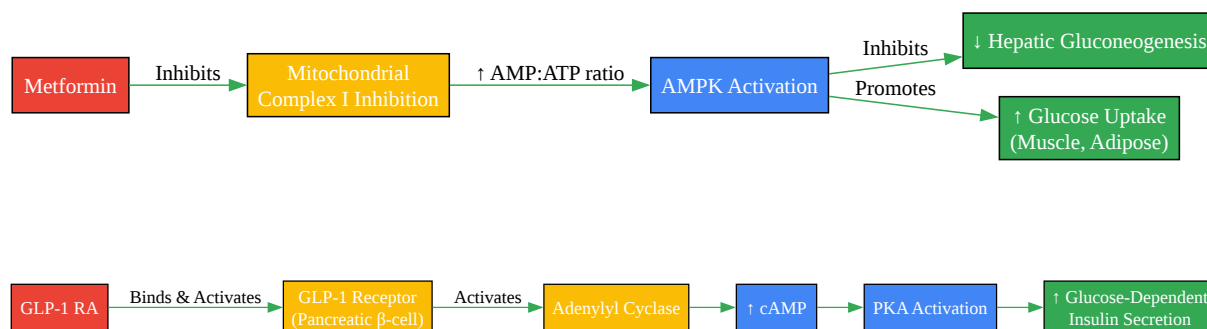 Metformin
Inhibits
Mitochondrial
Complex I Inhibition
↑ AMP:ATP ratio
AMPK Activation
Inhibits
↓ Hepatic Gluconeogenesis
Promotes
↑ Glucose Uptake
(Muscle, Adipose)
GLP-1 RA
Binds & Activates
GLP-1 Receptor
(Pancreatic β-cell)
Activates
Adenylyl Cyclase
↑ cAMP
PKA Activation
↑ Glucose-Dependent
Insulin Secretion